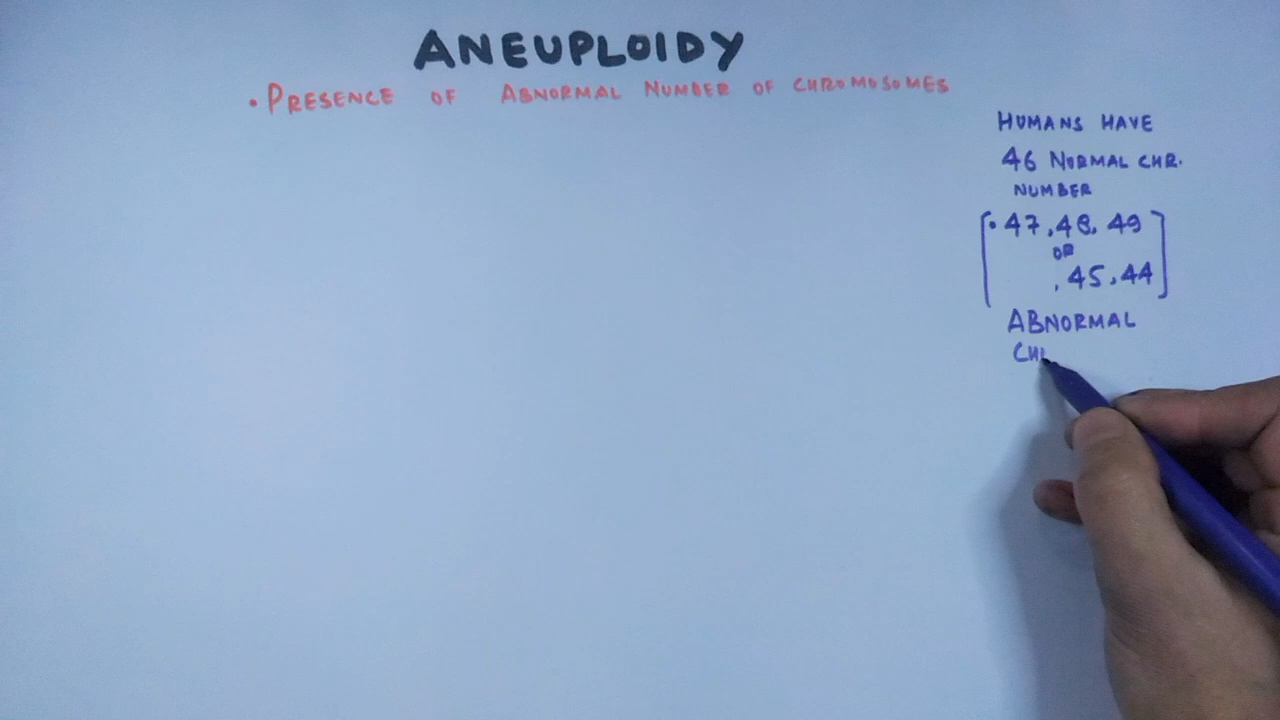 ANEUPLOIDY
• PRESENCE OF ABNORMAL NUMBER OF CHROMOSOMES
HUMANS HAVE
46 NORMAL CHR.
NUMBER
[• 47, 48, 49
OR
, 45, 44]
ABNORMAL
CH